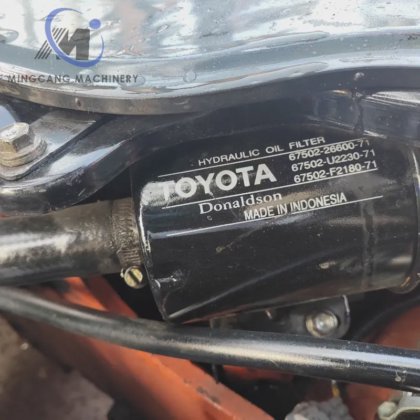 M
MINGCANG MACHINERY
HYDRAULIC OIL FILTER
67502-26600-71
67502-U2230-71
67502-F2180-71
TOYOTA
Donaldson
MADE IN INDONESIA